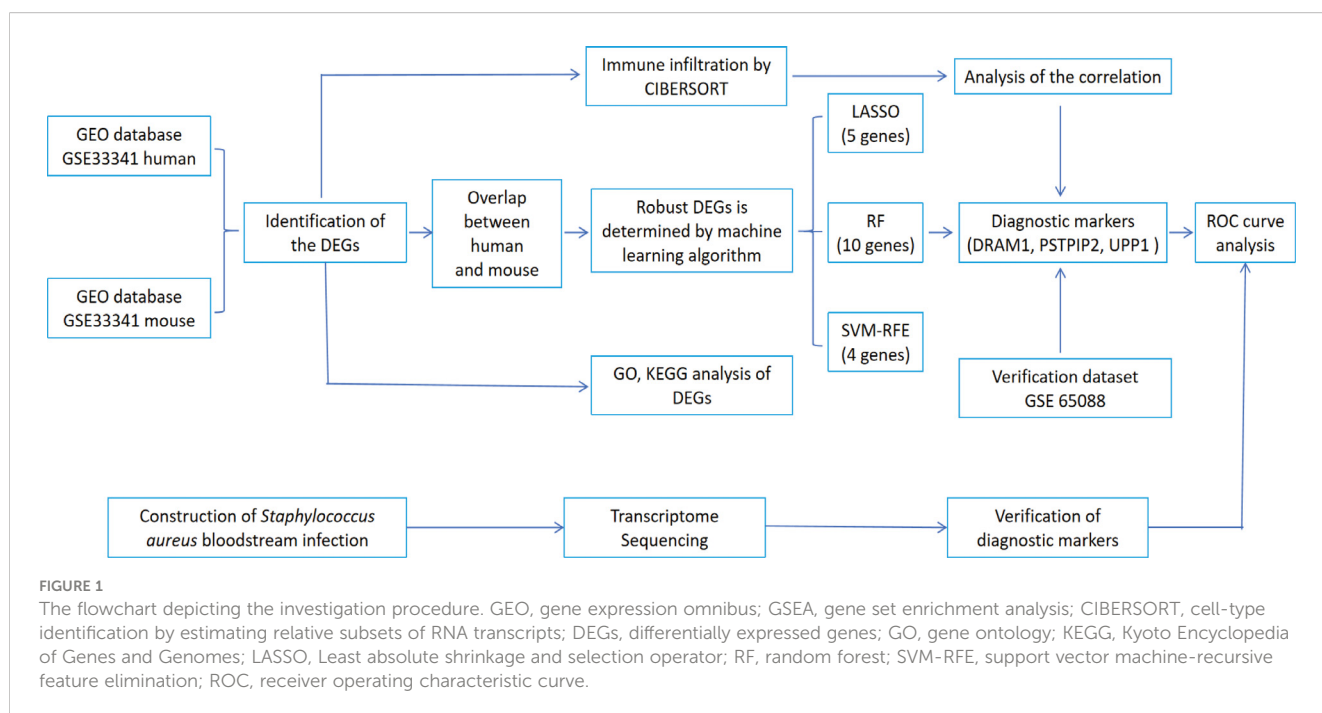 Immune infiltration by
CIBERSORT
Analysis of the correlation
GEO database
GSE33341 human
LASSO
(5 genes)
Identification of
the DEGs
Overlap
between
human
and mouse
Robust DEGs is
determined by machine
learning algorithm
RF
(10 genes)
Diagnostic markers
(DRAM1, PSTPIP2, UPP1 )
ROC curve
analysis
GEO database
GSE33341 mouse
SVM-RFE
(4 genes)
GO, KEGG analysis of
DEGs
Verification dataset
GSE 65088
Construction of Staphylococcus
aureus bloodstream infection
Transcriptome
Sequencing
Verification of
diagnostic markers
FIGURE 1
The flowchart depicting the investigation procedure. GEO, gene expression omnibus; GSEA, gene set enrichment analysis; CIBERSORT, cell-type
identification by estimating relative subsets of RNA transcripts; DEGs, differentially expressed genes; GO, gene ontology; KEGG, Kyoto Encyclopedia
of Genes and Genomes; LASSO, Least absolute shrinkage and selection operator; RF, random forest; SVM-RFE, support vector machine-recursive
feature elimination; ROC, receiver operating characteristic curve.